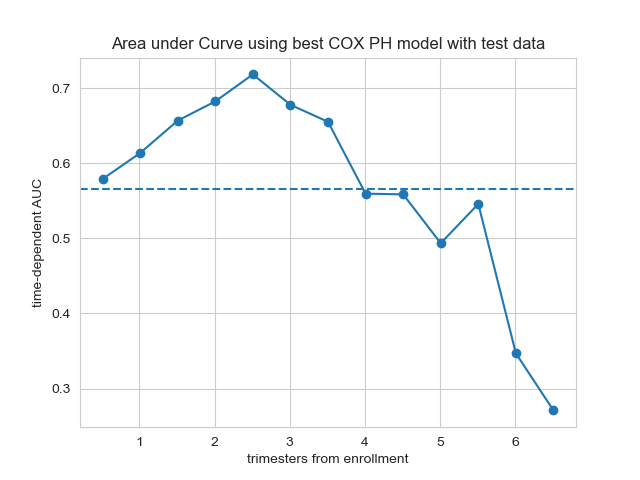 Area under Curve using best COX PH model with test data
time-dependent AUC
0.7
0.6
0.5
0.4
0.3
1 2 3 4 5 6
trimesters from enrollment